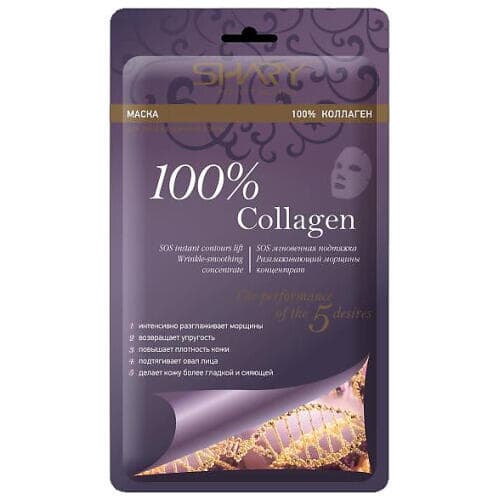 SHARY
МАСКА
100% КОЛЛАГЕН
100%
Collagen
SOS instant contours lift
Wrinkle-smoothing
concentrate
SOS мгновенная подтяжка
Разглаживающий морщины
концентрат
The performance
of the 5 desires
1 интенсивно разглаживает морщины
2 возвращает упругость
3 повышает плотность кожи
4 подтягивает овал лица
5 делает кожу более гладкой и сияющей